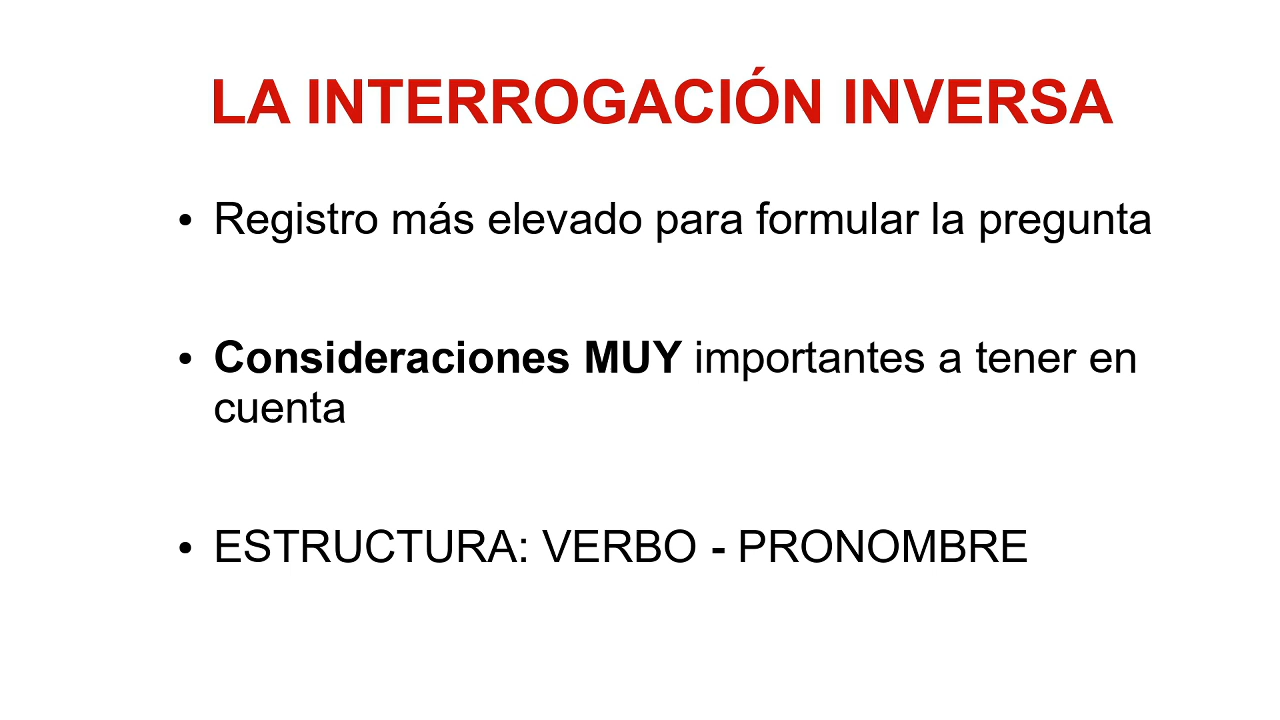 LA INTERROGACIÓN INVERSA
• Registro más elevado para formular la pregunta
• Consideraciones MUY importantes a tener en
cuenta
• ESTRUCTURA: VERBO - PRONOMBRE